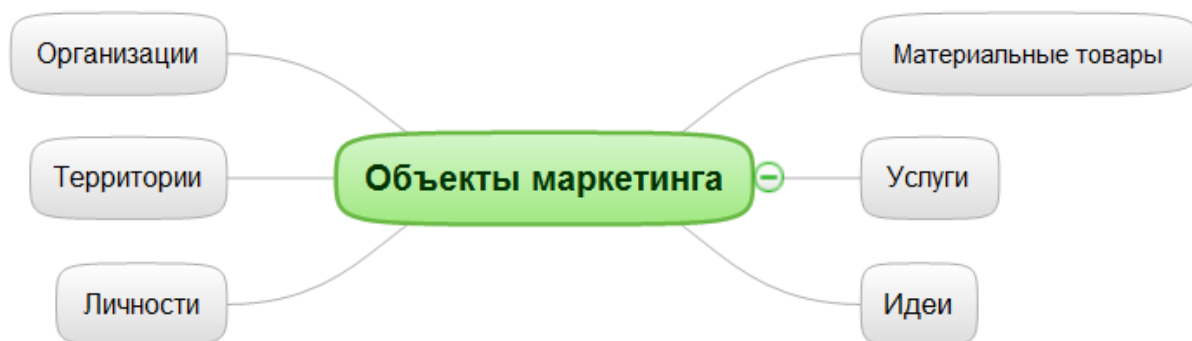 Организации
Материальные товары
Территории
Объекты маркетинга
Услуги
Личности
Идеи